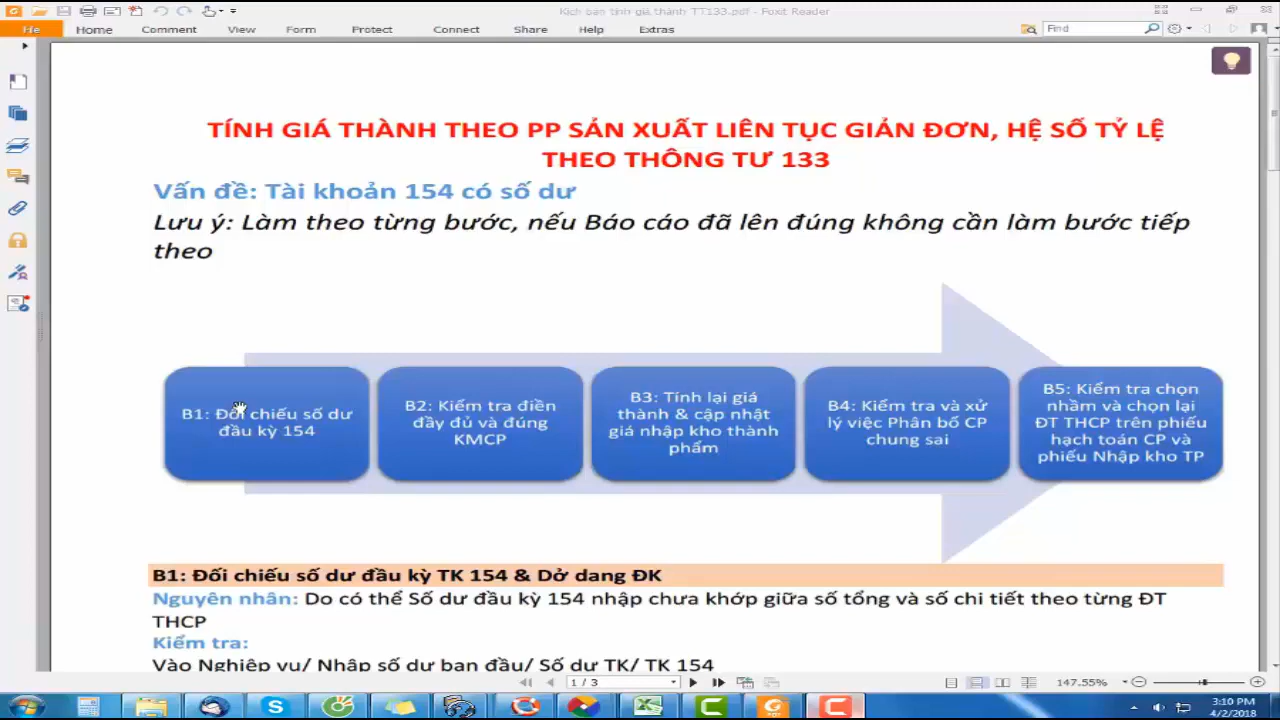 Kich ban tinh gia thanh TT133.pdf - Foxit Reader
Home Comment View Form Protect Connect Share Help Extras
Find
TÍNH GIÁ THÀNH THEO PP SẢN XUẤT LIÊN TỤC GIẢN ĐƠN, HỆ SỐ TỶ LỆ
THEO THÔNG TƯ 133
Vấn đề: Tài khoản 154 có số dư
Lưu ý: Làm theo từng bước, nếu Báo cáo đã lên đúng không cần làm bước tiếp
theo
B1: Đối chiếu số dư
đầu kỳ 154
B2: Kiểm tra điền
đầy đủ và đúng
KMCP
B3: Tính lại giá
thành & cập nhật
giá nhập kho thành
phẩm
B4: Kiểm tra và xử
lý việc Phân bổ CP
chung sai
B5: Kiểm tra chọn
nhầm và chọn lại
ĐT THCP trên phiếu
hạch toán CP và
phiếu Nhập kho TP
B1: Đối chiếu số dư đầu kỳ TK 154 & Dở dang ĐK
Nguyên nhân: Do có thể Số dư đầu kỳ 154 nhập chưa khớp giữa số tổng và số chi tiết theo từng ĐT
THCP
Kiểm tra:
Vào Nghiệp vụ/ Nhập số dư ban đầu/ Số dư TK/ TK 154
1 / 3
147.55%
3:10 PM
4/2/2018